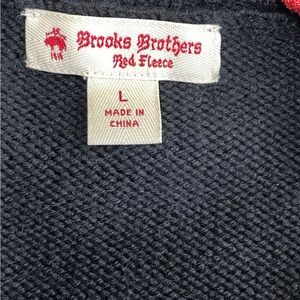 Brooks Brothers
Red Fleece
L
MADE IN
CHINA